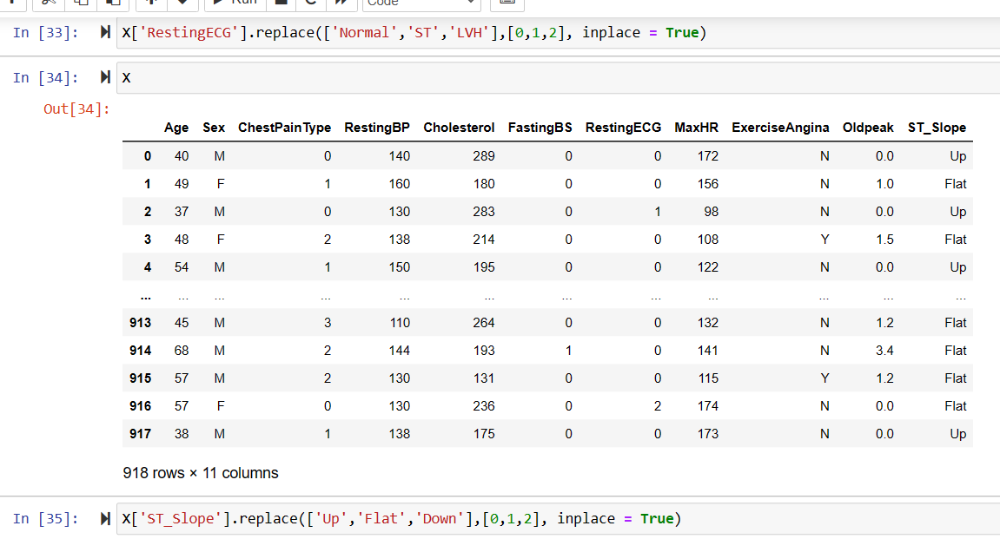 Run
Code
In [33]: X['RestingECG'].replace(['Normal','ST','LVH'],[0,1,2], inplace = True)
In [34]: X
Out[34]:
Age Sex ChestPainType RestingBP Cholesterol FastingBS RestingECG MaxHR ExerciseAngina Oldpeak ST_Slope
0 40 M 0 140 289 0 0 172 N 0.0 Up
1 49 F 1 160 180 0 0 156 N 1.0 Flat
2 37 M 0 130 283 0 1 98 N 0.0 Up
3 48 F 2 138 214 0 0 108 Y 1.5 Flat
4 54 M 1 150 195 0 0 122 N 0.0 Up
... ... ... ... ... ... ... ... ... ... ... ...
913 45 M 3 110 264 0 0 132 N 1.2 Flat
914 68 M 2 144 193 1 0 141 N 3.4 Flat
915 57 M 2 130 131 0 0 115 Y 1.2 Flat
916 57 F 0 130 236 0 2 174 N 0.0 Flat
917 38 M 1 138 175 0 0 173 N 0.0 Up
918 rows × 11 columns
In [35]: X['ST_Slope'].replace(['Up','Flat','Down'],[0,1,2], inplace = True)